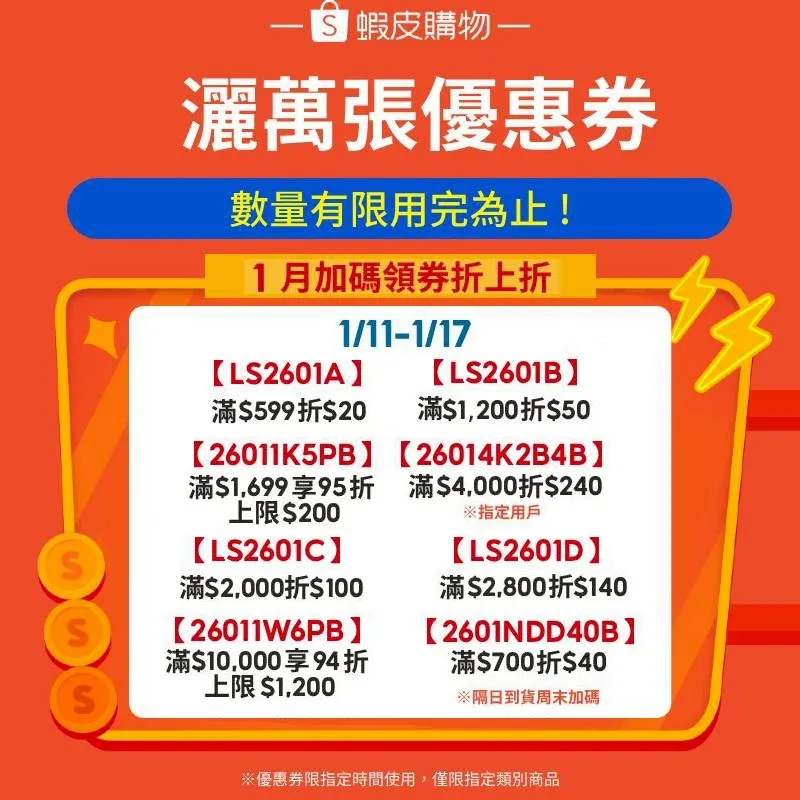 蝦皮購物
灑萬張優惠券
數量有限用完為止！
1月加碼領券折上折
1/11-1/17
【LS2601A】
滿$599折$20
【LS2601B】
滿$1,200折$50
【26011K5PB】
滿$1,699享95折
上限$200
【26014K2B4B】
滿$4,000折$240
※指定用戶
【LS2601C】
滿$2,000折$100
【LS2601D】
滿$2,800折$140
【26011W6PB】
滿$10,000享94折
上限 $1,200
【2601NDD40B】
滿$700折$40
※隔日到貨周末加碼
S
S
S
※優惠券限指定時間使用，僅限指定類別商品